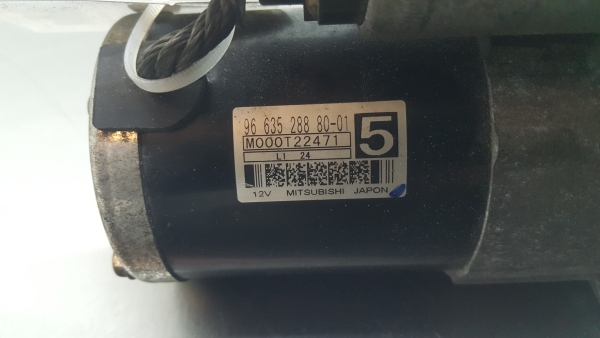 96 635 288 80-01
M000T22471
5
L1 24
12V MITSUBISHI JAPON